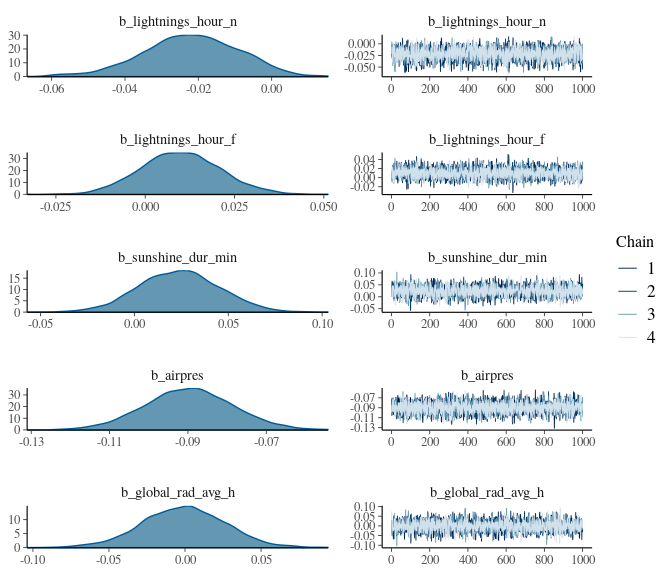 b_lightnings_hour_n b_lightnings_hour_n
30
20
10
0
-0.06 -0.04 -0.02 0.00
0.000
-0.025
-0.050
0 200 400 600 800 1000
b_lightnings_hour_f b_lightnings_hour_f
30
20
10
0
-0.025 0.000 0.025 0.050
0.04
0.02
0.00
-0.02
0 200 400 600 800 1000
b_sunshine_dur_min b_sunshine_dur_min
15
10
5
0
-0.05 0.00 0.05 0.10
0.10
0.05
0.00
-0.05
0 200 400 600 800 1000
b_airpres b_airpres
30
20
10
0
-0.13 -0.11 -0.09 -0.07
-0.07
-0.09
-0.11
-0.13
0 200 400 600 800 1000
b_global_rad_avg_h b_global_rad_avg_h
10
5
0
-0.10 -0.05 0.00 0.05
0.10
0.05
0.00
-0.05
-0.10
0 200 400 600 800 1000
Chain
1
2
3
4